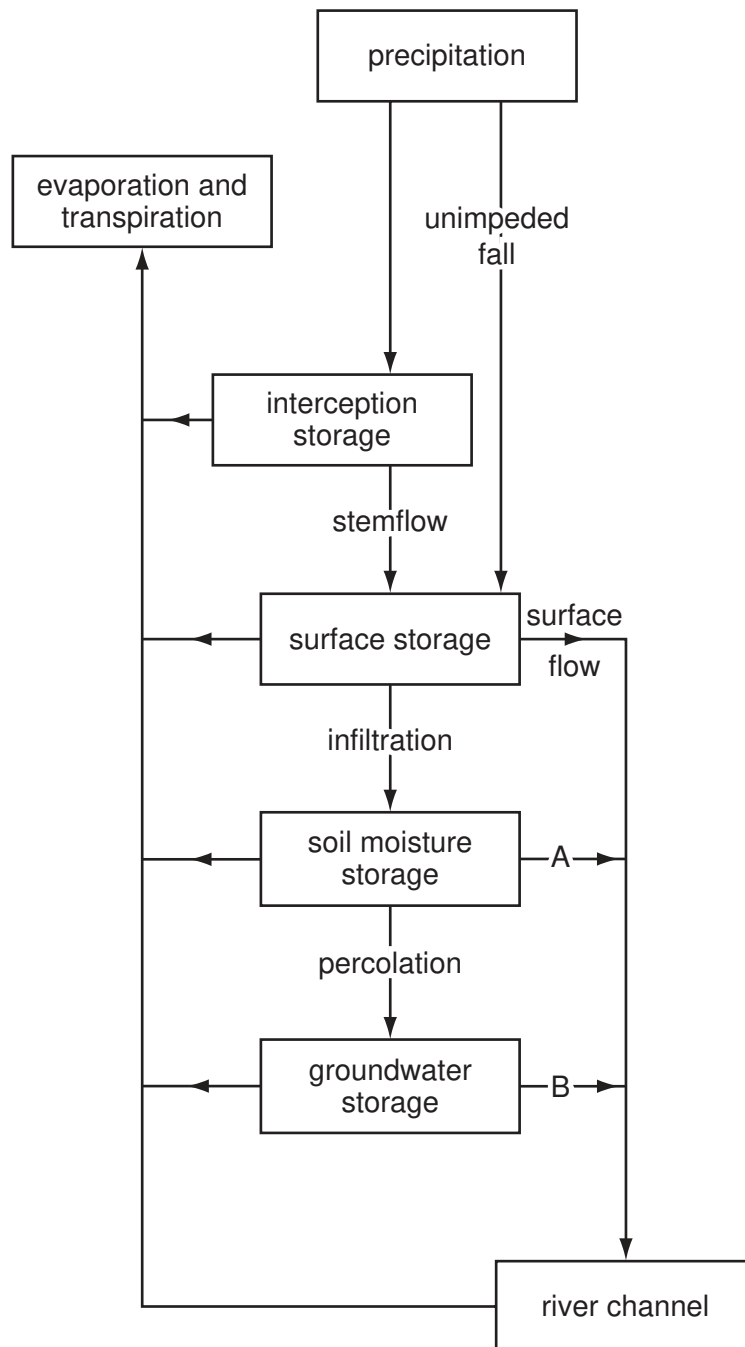 precipitation
evaporation and
transpiration
unimpeded
fall
interception
storage
stemflow
surface storage
surface
flow
infiltration
soil moisture
storage
A
percolation
groundwater
storage
B
river channel